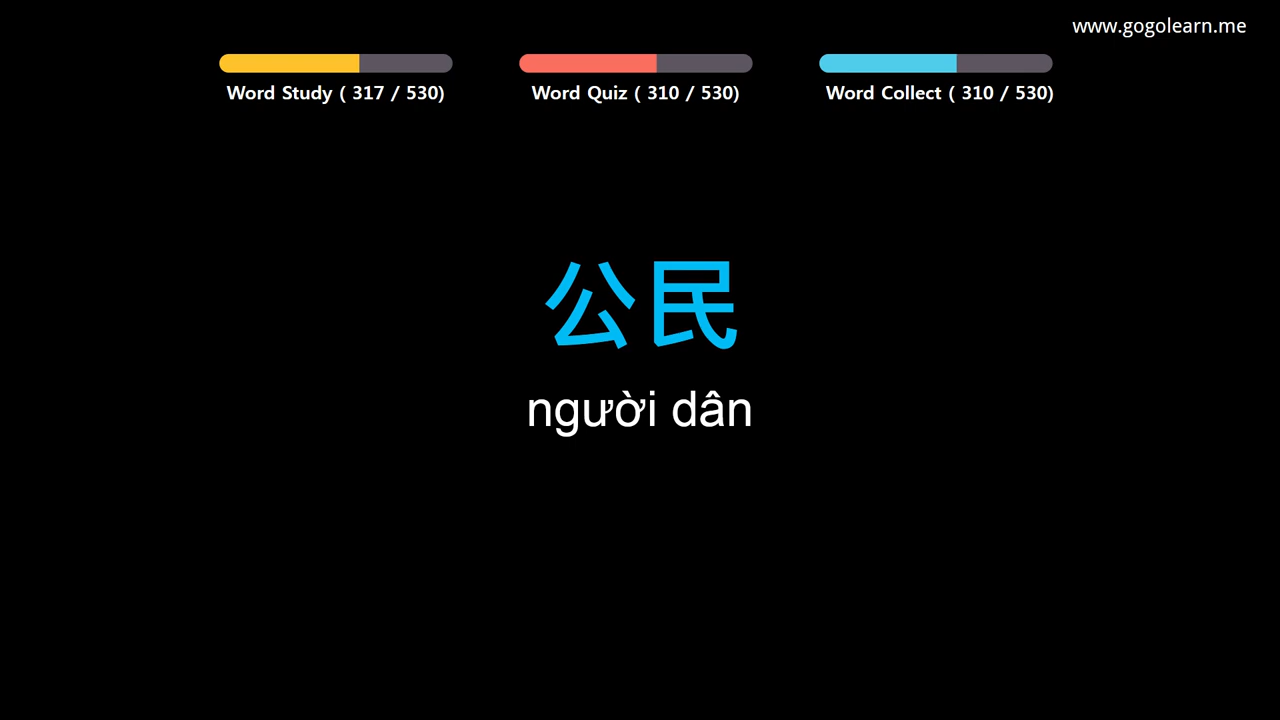 www.gogolearn.me
Word Study ( 317 / 530)
Word Quiz ( 310 / 530)
Word Collect ( 310 / 530)
公民
người dân